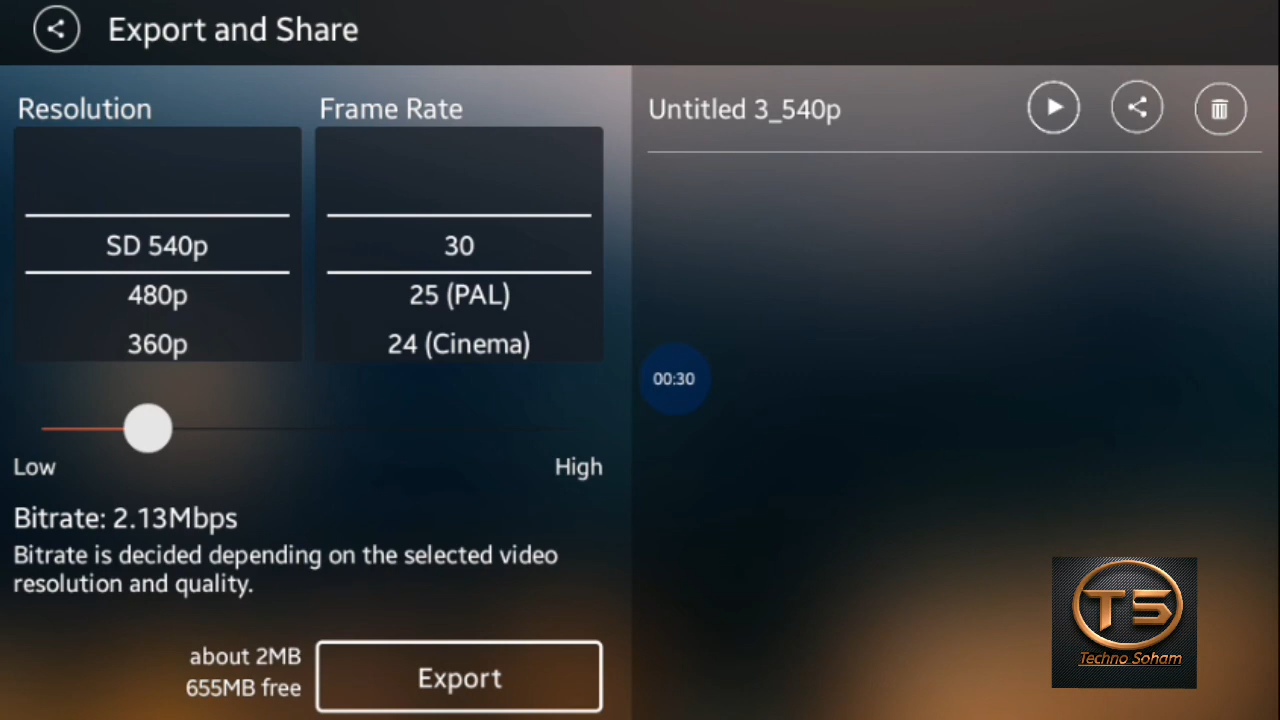 Export and Share
Resolution
Frame Rate
SD 540p
480p
360p
30
25 (PAL)
24 (Cinema)
Low
High
Bitrate: 2.13Mbps
Bitrate is decided depending on the selected video
resolution and quality.
about 2MB
655MB free
Export
Untitled 3_540p
00:30
TS
Techno Soham